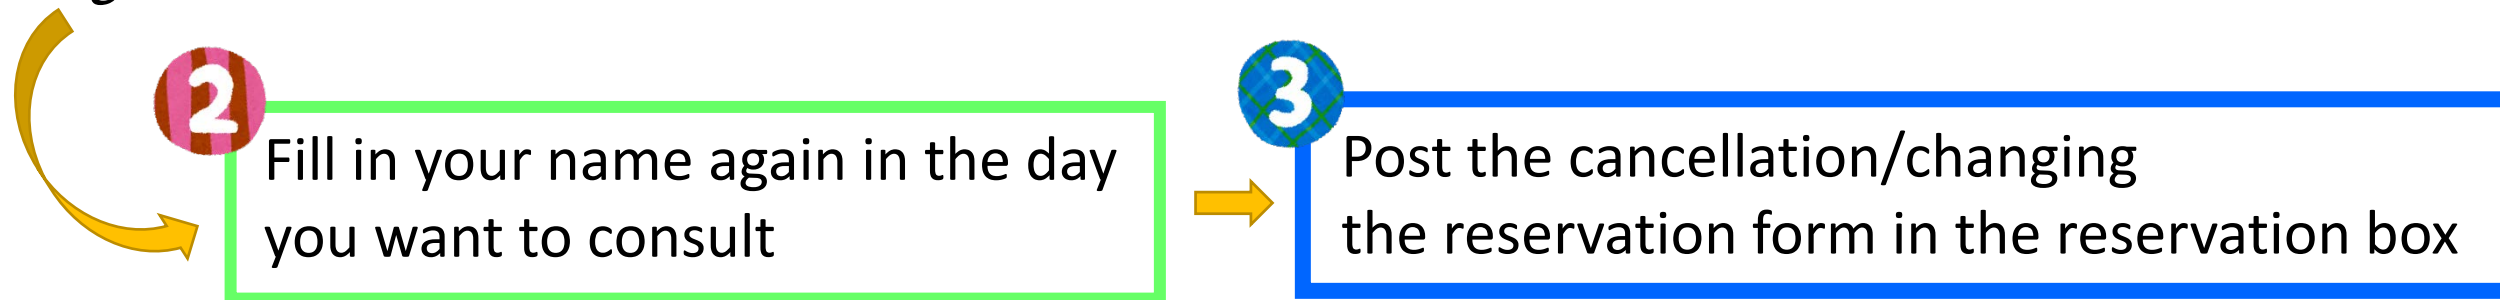 2
Fill in your name again in the day
you want to consult
3
Post the cancellation/changing
the reservation form in the reservation box